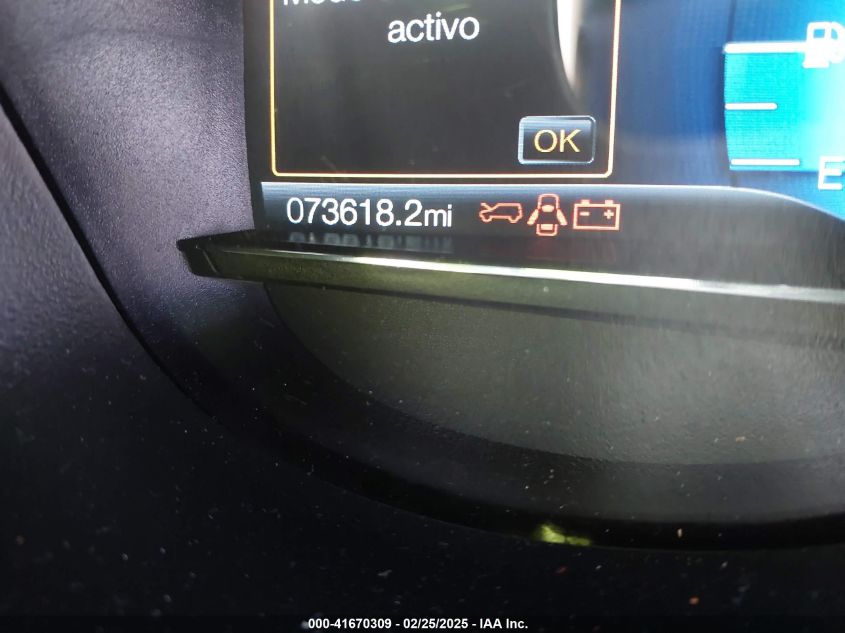 activo
OK
E
073618.2mi
000-41670309 - 02/25/2025 - IAA Inc.